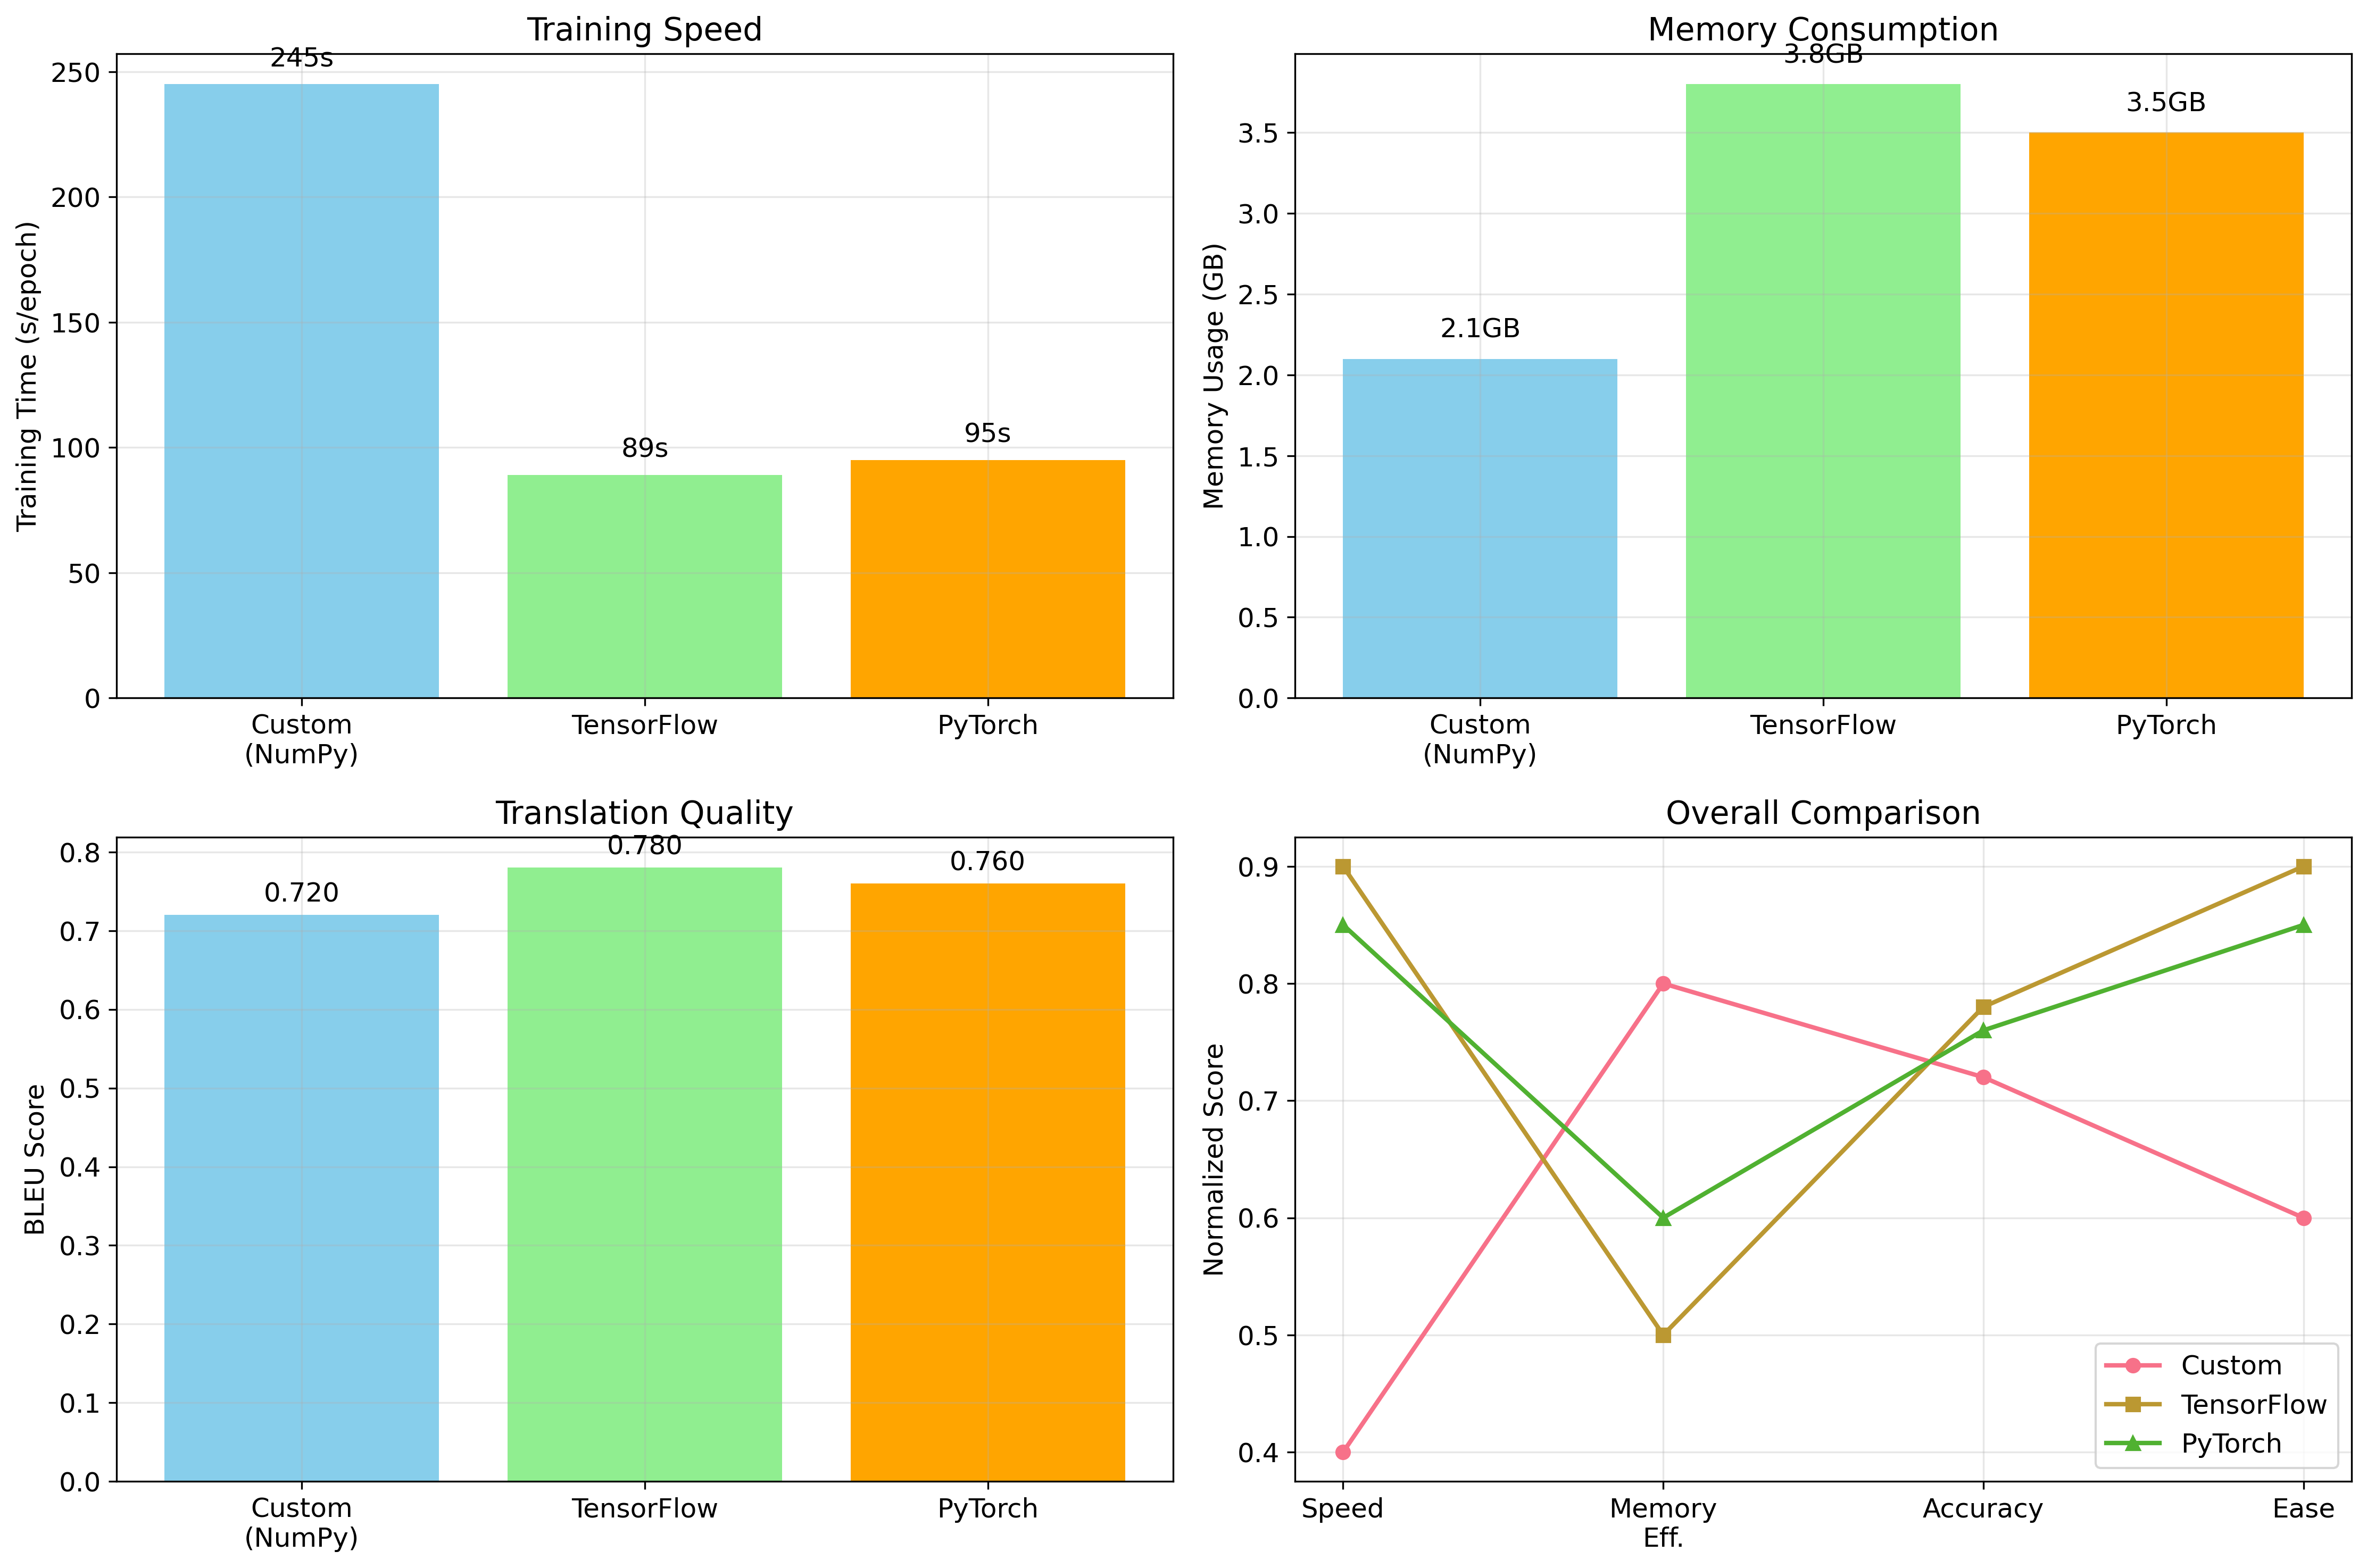 Training Speed
Training Time (s/epoch)
250
200
150
100
50
0
245s
89s
95s
Custom
(NumPy)
TensorFlow
PyTorch
Memory Consumption
Memory Usage (GB)
3.5
3.0
2.5
2.0
1.5
1.0
0.5
0.0
2.1GB
3.8GB
3.5GB
Custom
(NumPy)
TensorFlow
PyTorch
Translation Quality
BLEU Score
0.8
0.7
0.6
0.5
0.4
0.3
0.2
0.1
0.0
0.720
0.780
0.760
Custom
(NumPy)
TensorFlow
PyTorch
Overall Comparison
Normalized Score
0.9
0.8
0.7
0.6
0.5
0.4
Speed
Memory
Eff.
Accuracy
Ease
Custom
TensorFlow
PyTorch